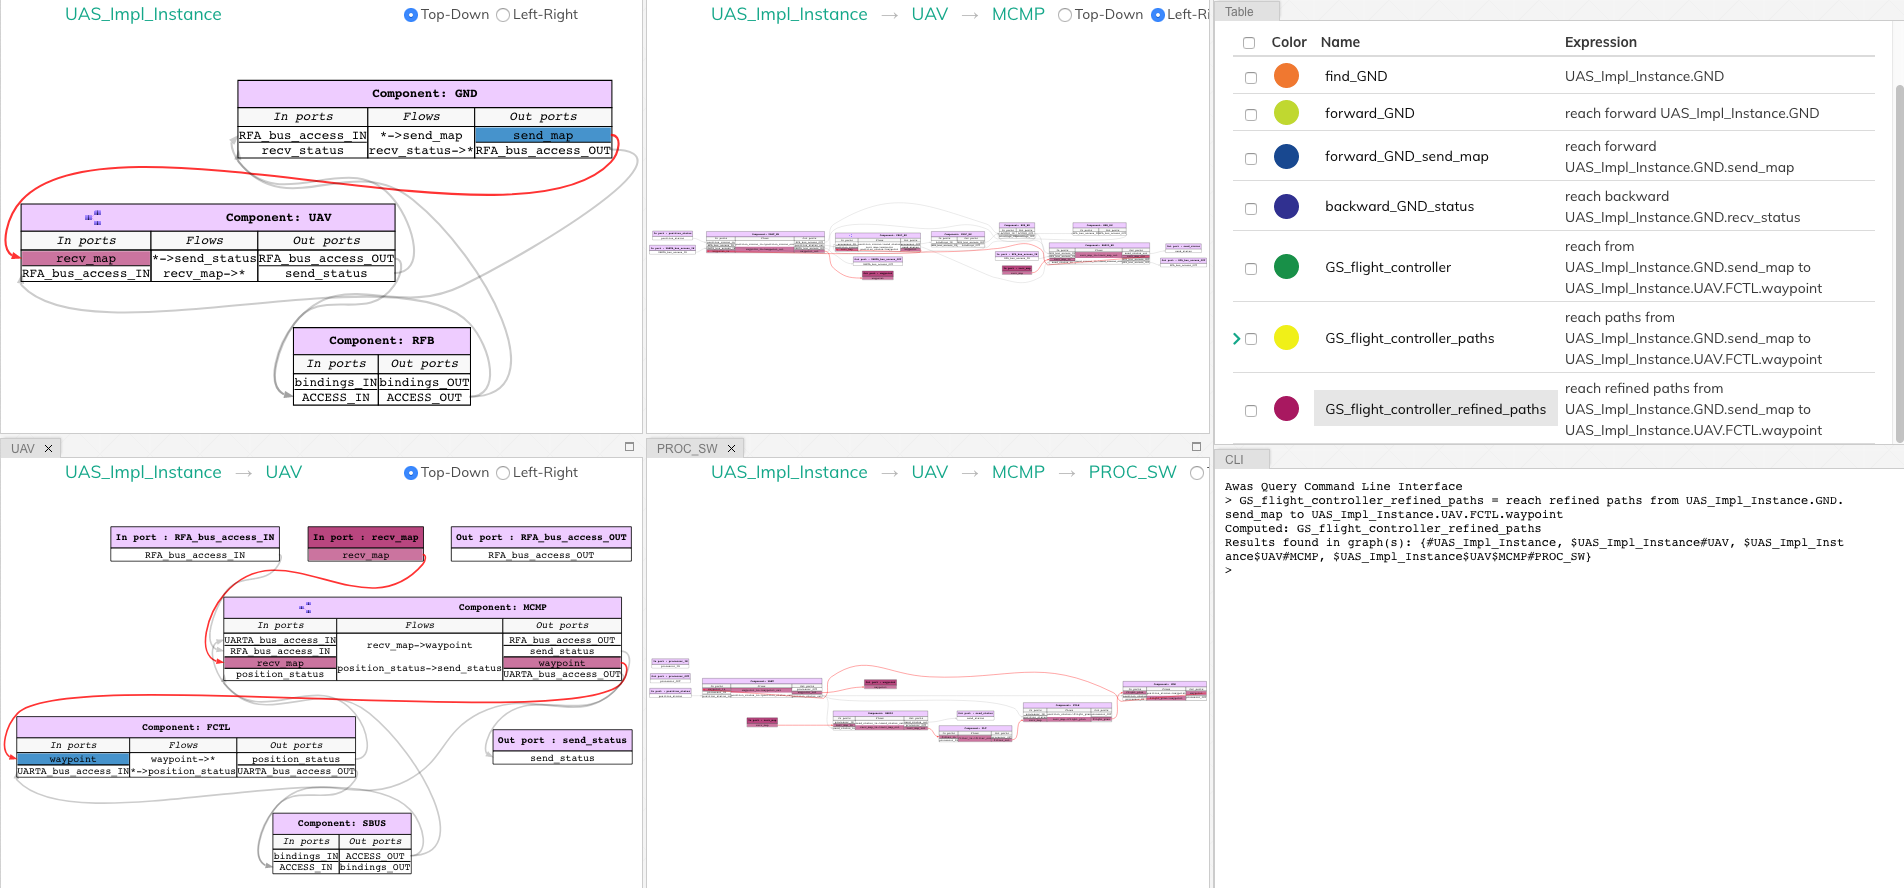 UAS_Impl_Instance
Top-Down Left-Right
Component: GND
In ports Flows Out ports
RFA_bus_access_IN *->send_map send_map
recv_status recv_status->* RFA_bus_access_OUT
Component: UAV
In ports Flows Out ports
recv_map *->send_status RFA_bus_access_OUT
RFA_bus_access_IN recv_map->* send_status
Component: RFB
In ports Out ports
bindings_IN bindings_OUT
ACCESS_IN ACCESS_OUT
UAS_Impl_Instance → UAV → MCMP Top-Down Left-Ri
UAV
UAS_Impl_Instance → UAV
Top-Down Left-Right
In port : RFA_bus_access_IN
RFA_bus_access_IN
In port : recv_map
recv_map
Out port : RFA_bus_access_OUT
RFA_bus_access_OUT
Component: MCMP
In ports Flows Out ports
UARTA_bus_access_IN
RFA_bus_access_IN
recv_map
position_status
recv_map->waypoint
position_status->send_status
RFA_bus_access_OUT
send_status
waypoint
UARTA_bus_access_OUT
Component: FCTL
In ports Flows Out ports
waypoint waypoint->* position_status
UARTA_bus_access_IN *->position_status UARTA_bus_access_OUT
Out port : send_status
send_status
Component: SBUS
In ports Out ports
bindings_IN ACCESS_OUT
ACCESS_IN bindings_OUT
PROC_SW
UAS_Impl_Instance → UAV → MCMP → PROC_SW
Table
Color Name Expression
find_GND UAS_Impl_Instance.GND
forward_GND reach forward UAS_Impl_Instance.GND
forward_GND_send_map reach forward
UAS_Impl_Instance.GND.send_map
backward_GND_status reach backward
UAS_Impl_Instance.GND.recv_status
GS_flight_controller reach from
UAS_Impl_Instance.GND.send_map to
UAS_Impl_Instance.UAV.FCTL.waypoint
GS_flight_controller_paths reach paths from
UAS_Impl_Instance.GND.send_map to
UAS_Impl_Instance.UAV.FCTL.waypoint
GS_flight_controller_refined_paths reach refined paths from
UAS_Impl_Instance.GND.send_map to
UAS_Impl_Instance.UAV.FCTL.waypoint
CLI
Awas Query Command Line Interface
> GS_flight_controller_refined_paths = reach refined paths from UAS_Impl_Instance.GND.
send_map to UAS_Impl_Instance.UAV.FCTL.waypoint
Computed: GS_flight_controller_refined_paths
Results found in graph(s): {#UAS_Impl_Instance, $UAS_Impl_Instance#UAV, $UAS_Impl_Inst
ance$UAV#MCMP, $UAS_Impl_Instance$UAV$MCMP#PROC_SW}
>